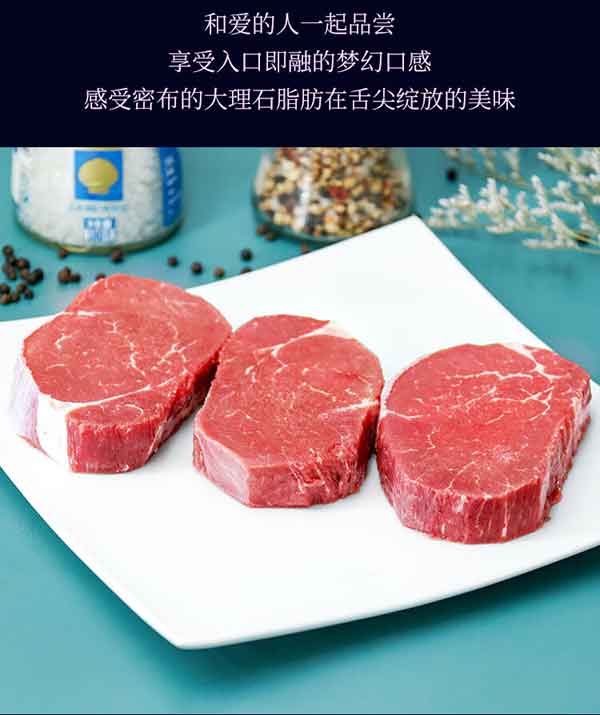 和爱的人一起品尝
享受入口即融的梦幻口感
感受密布的大理石脂肪在舌尖绽放的美味